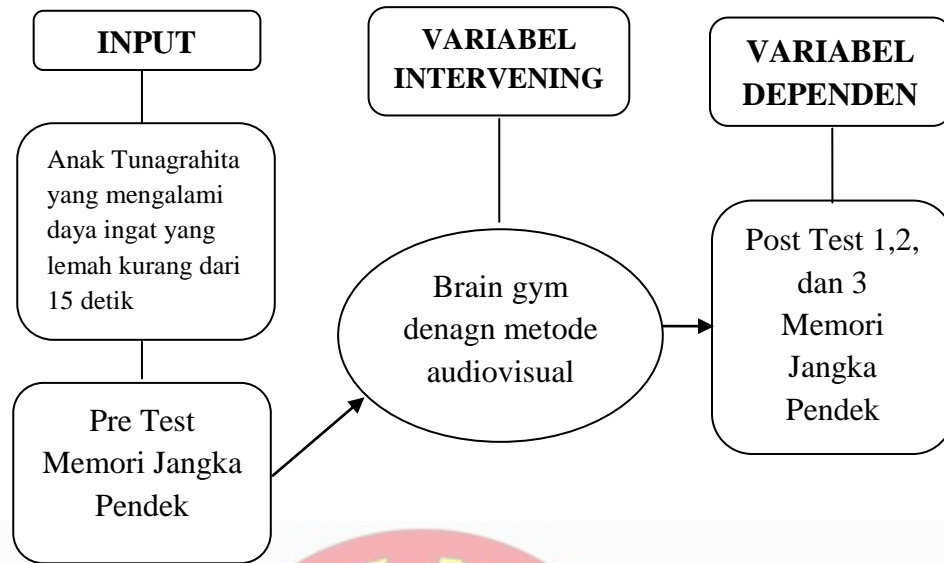 INPUT
Anak Tunagrahita
yang mengalami
daya ingat yang
lemah kurang dari
15 detik
Pre Test
Memori Jangka
Pendek
VARIABEL
INTERVENING
Brain gym
denagn metode
audiovisual
VARIABEL
DEPENDEN
Post Test 1,2,
dan 3
Memori
Jangka
Pendek